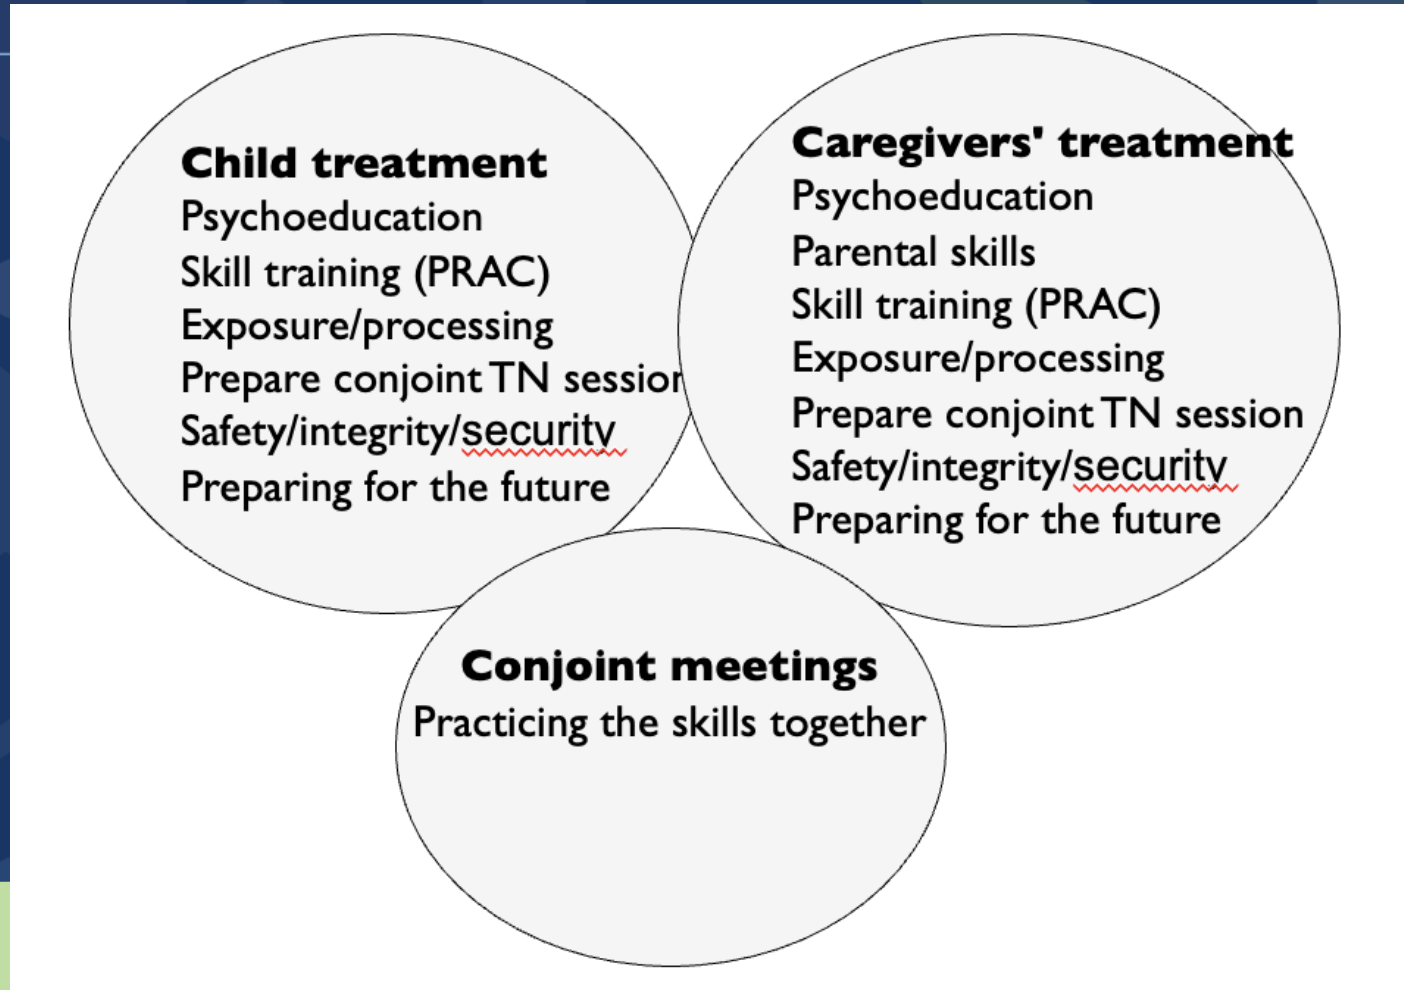 Child treatment
Psychoeducation
Skill training (PRAC)
Exposure/processing
Prepare conjoint TN session
Safety/integrity/security
Preparing for the future
Caregivers' treatment
Psychoeducation
Parental skills
Skill training (PRAC)
Exposure/processing
Prepare conjoint TN session
Safety/integrity/security
Preparing for the future
Conjoint meetings
Practicing the skills together